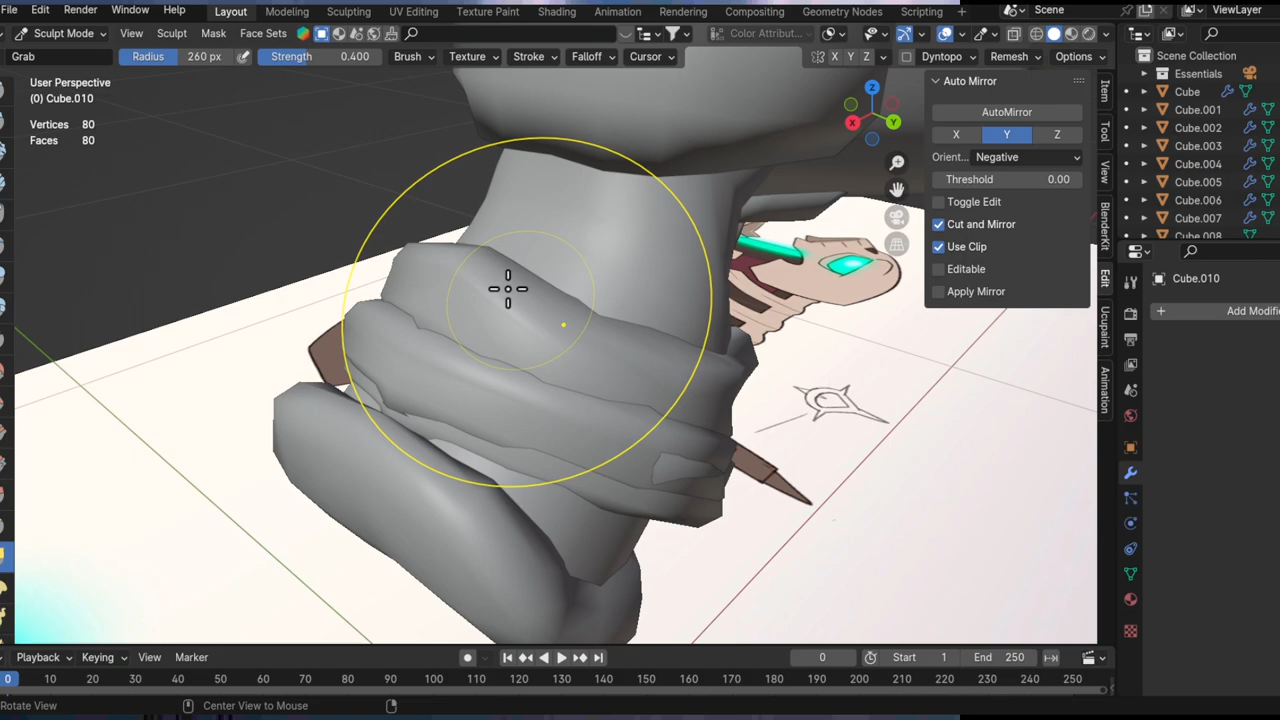 File Edit Render Window Help Layout Modeling Sculpting UV Editing Texture Paint Shading Animation Rendering Compositing Geometry Nodes Scripting Scene ViewLayer
Sculpt Mode View Sculpt Mask Face Sets Color Attribut...
Grab Radius 260 px Strength 0.400 Brush Texture Stroke Falloff Cursor X Y Z Dyntopo Remesh Options
User Perspective
(0) Cube.010
Vertices 80
Faces 80
Auto Mirror
AutoMirror
X Y Z
Orient... Negative
Threshold 0.00
Toggle Edit
Cut and Mirror
Use Clip
Editable
Apply Mirror
Z
X
Y
Item
Tool
View
BlenderKit
Edit
Ucupaint
Animation
Scene Collection
Essentials
Cube
Cube.001
Cube.002
Cube.003
Cube.004
Cube.005
Cube.006
Cube.007
Cube.008
Cube.010
Add Modifie
Playback Keying View Marker 0 Start 1 End 250
0 10 20 30 40 50 60 70 80 90 100 110 120 130 140 150 160 170 180 190 200 210 220 230 240 250
Rotate View Center View to Mouse